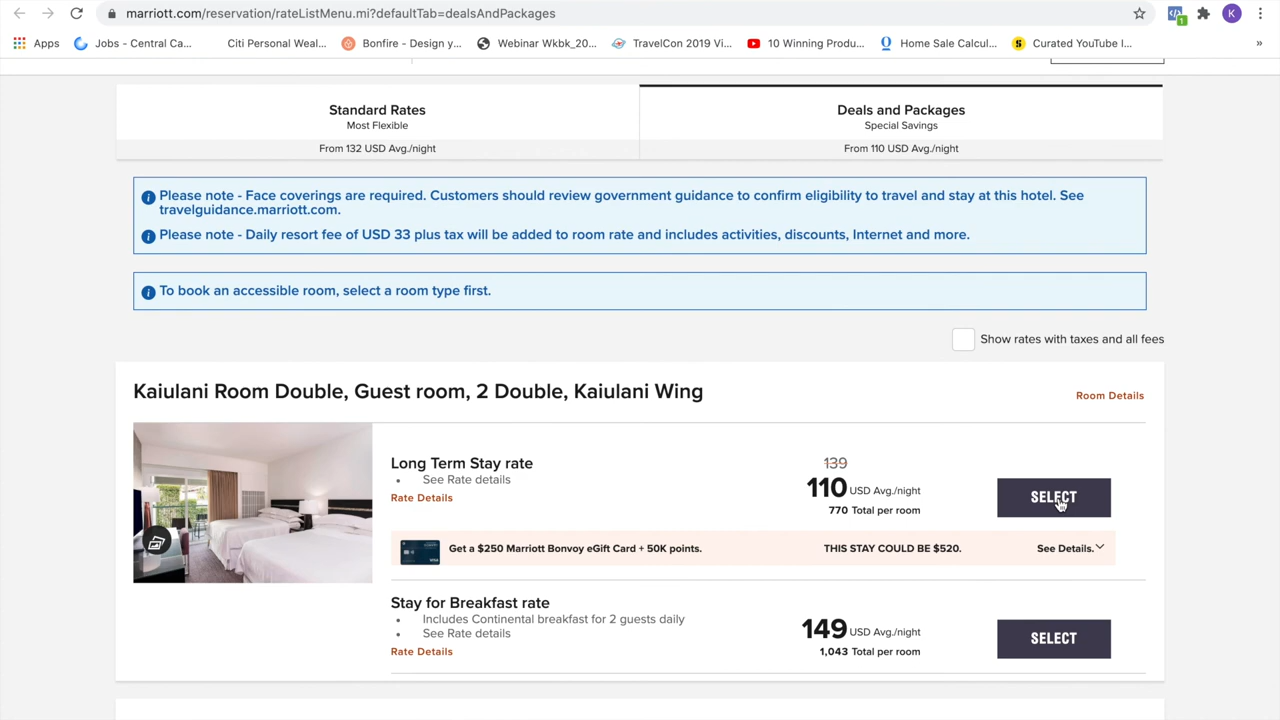 marriott.com/reservation/rateListMenu.mi?defaultTab=dealsAndPackages
K
1
Apps
Jobs - Central Ca...
Citi Personal Weal...
Bonfire - Design y...
Webinar Wkbk_20...
TravelCon 2019 Vi...
10 Winning Produ...
Home Sale Calcul...
Curated YouTube I...
»
Standard Rates
Most Flexible
From 132 USD Avg./night
Deals and Packages
Special Savings
From 110 USD Avg./night
Please note - Face coverings are required. Customers should review government guidance to confirm eligibility to travel and stay at this hotel. See
travelguidance.marriott.com.
Please note - Daily resort fee of USD 33 plus tax will be added to room rate and includes activities, discounts, Internet and more.
To book an accessible room, select a room type first.
Show rates with taxes and all fees
Kaiulani Room Double, Guest room, 2 Double, Kaiulani Wing
Room Details
Long Term Stay rate
• See Rate details
Rate Details
139
110 USD Avg./night
770 Total per room
SELECT
Get a $250 Marriott Bonvoy eGift Card + 50K points.
THIS STAY COULD BE $520.
See Details.
Stay for Breakfast rate
• Includes Continental breakfast for 2 guests daily
• See Rate details
Rate Details
149 USD Avg./night
1,043 Total per room
SELECT